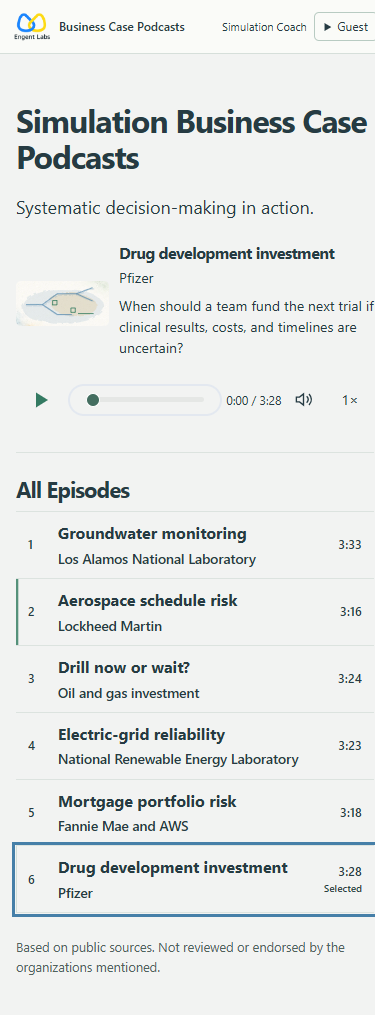 Engent Labs
Business Case Podcasts
Simulation Coach
▶ Guest
Simulation Business Case
Podcasts
Systematic decision-making in action.
Drug development investment
Pfizer
When should a team fund the next trial if
clinical results, costs, and timelines are
uncertain?
0:00 / 3:28
1×
All Episodes
1
Groundwater monitoring
3:33
Los Alamos National Laboratory
2
Aerospace schedule risk
3:16
Lockheed Martin
3
Drill now or wait?
3:24
Oil and gas investment
4
Electric-grid reliability
3:23
National Renewable Energy Laboratory
5
Mortgage portfolio risk
3:18
Fannie Mae and AWS
6
Drug development investment
3:28
Selected
Pfizer
Based on public sources. Not reviewed or endorsed by the
organizations mentioned.